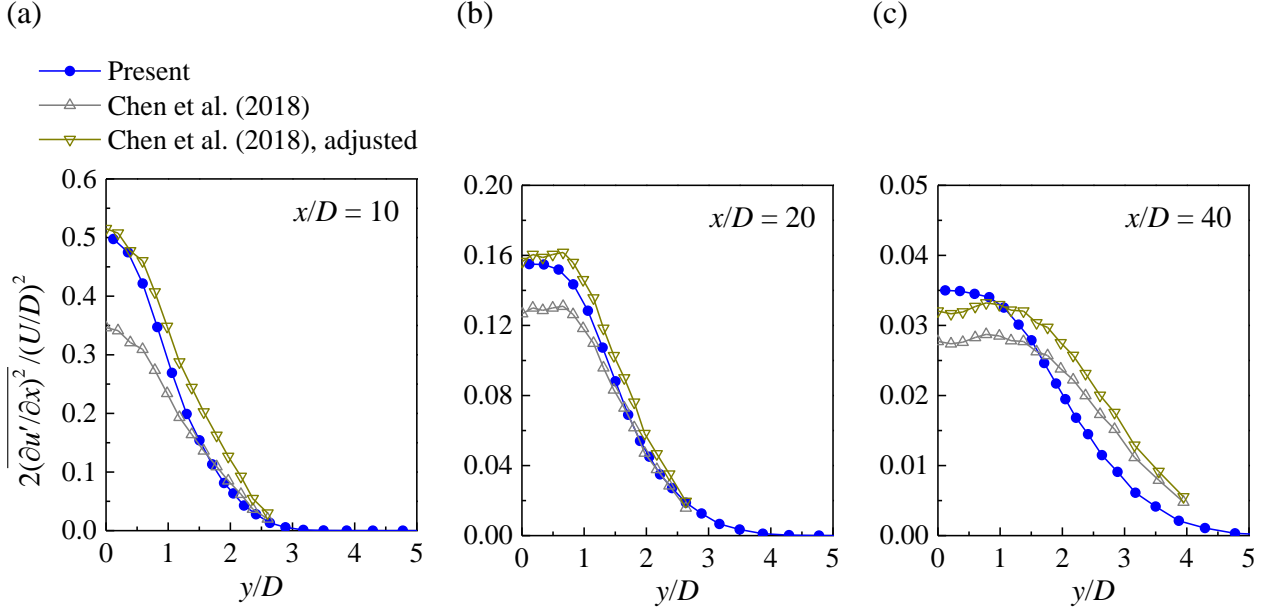 (a) (b) (c)
Present
Chen et al. (2018)
Chen et al. (2018), adjusted
2(∂u′/∂x)²/(U/D)²
x/D = 10
0.6
0.5
0.4
0.3
0.2
0.1
0.0
0 1 2 3 4 5
y/D
x/D = 20
0.20
0.16
0.12
0.08
0.04
0.00
0 1 2 3 4 5
y/D
x/D = 40
0.05
0.04
0.03
0.02
0.01
0.00
0 1 2 3 4 5
y/D